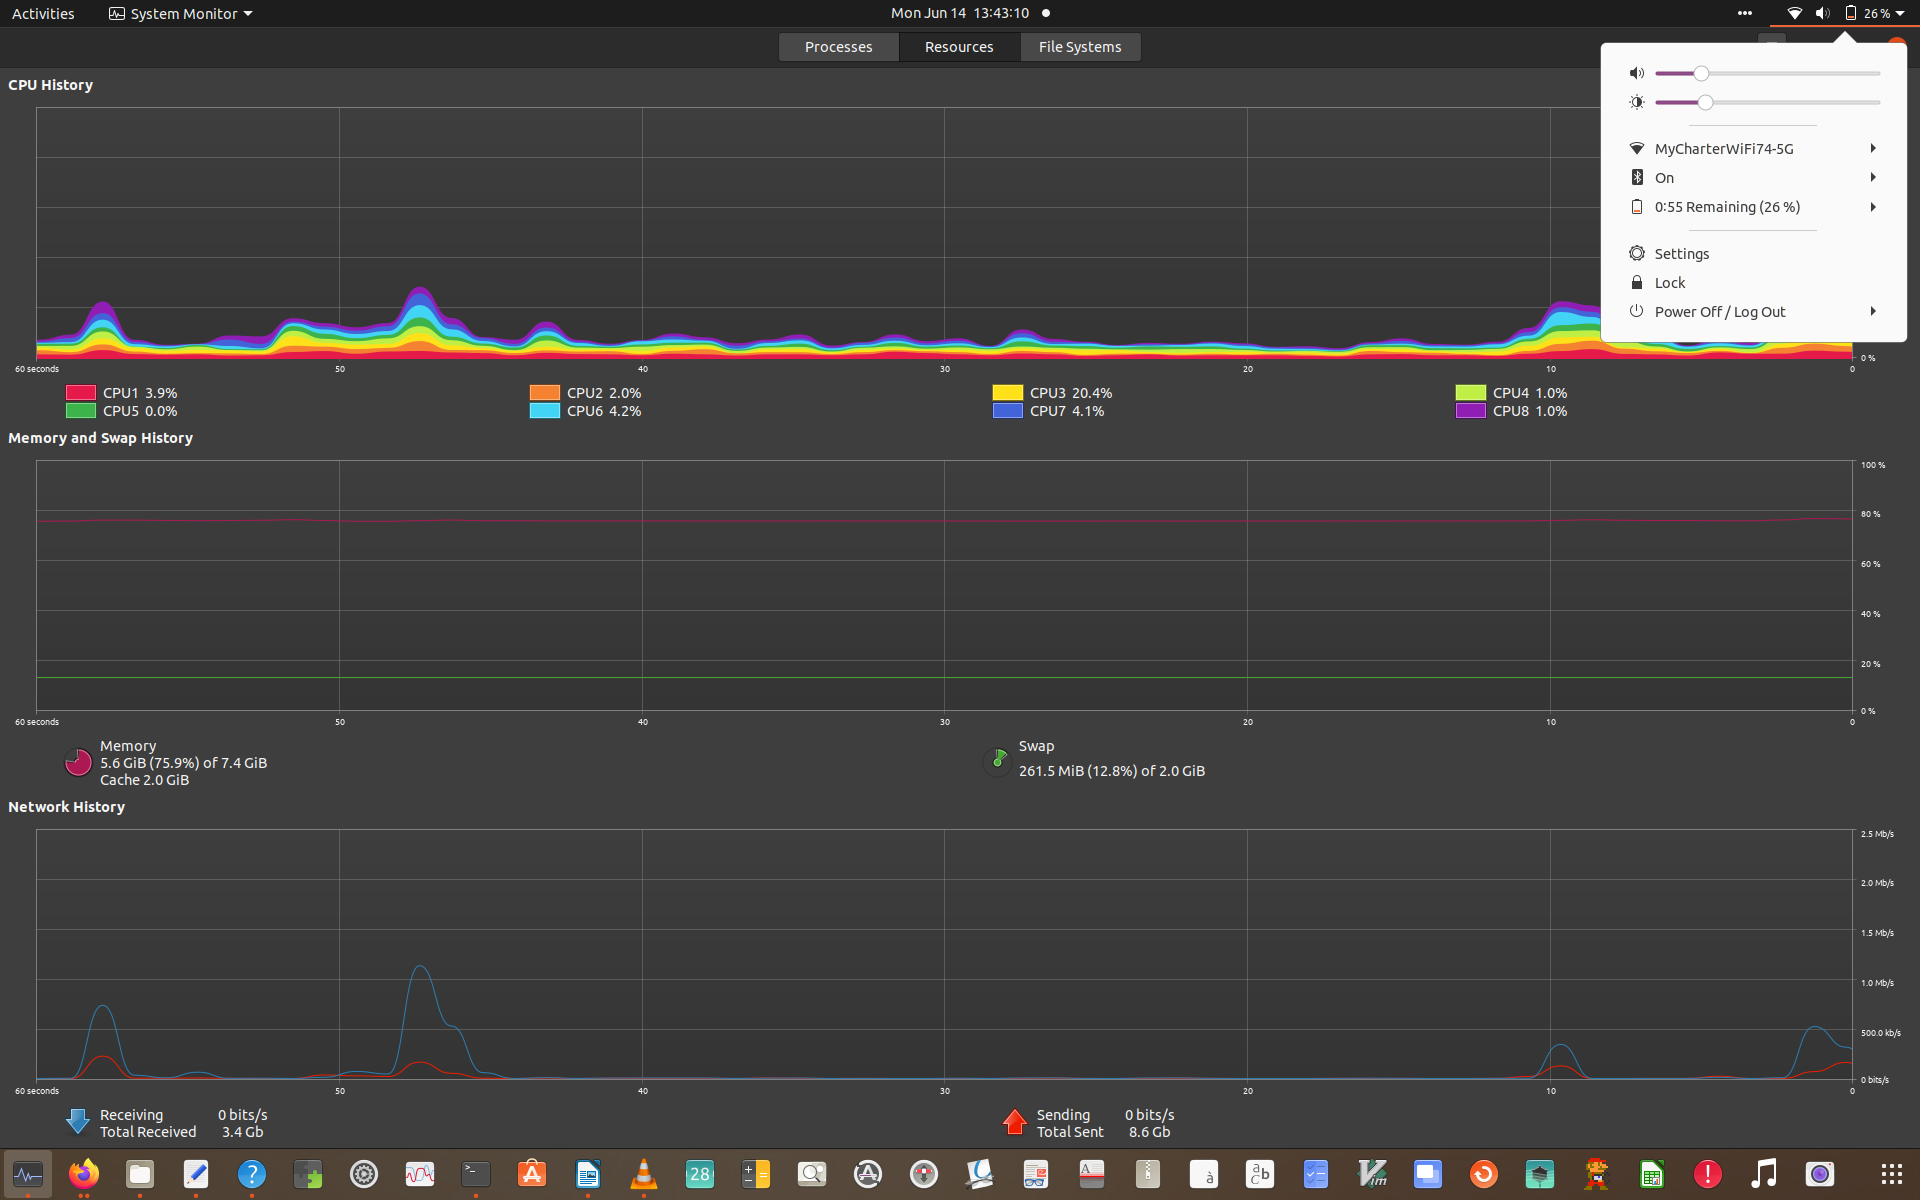 Activities
System Monitor
Mon Jun 14 13:43:10
26 %
Processes
Resources
File Systems
MyCharterWiFi74-5G
On
0:55 Remaining (26 %)
Settings
Lock
Power Off / Log Out
CPU History
0 %
60 seconds 50 40 30 20 10 0
CPU1 3.9% CPU2 2.0% CPU3 20.4% CPU4 1.0%
CPU5 0.0% CPU6 4.2% CPU7 4.1% CPU8 1.0%
Memory and Swap History
100 %
80 %
60 %
40 %
20 %
0 %
60 seconds 50 40 30 20 10 0
Memory
5.6 GiB (75.9%) of 7.4 GiB
Cache 2.0 GiB
Swap
261.5 MiB (12.8%) of 2.0 GiB
Network History
2.5 Mb/s
2.0 Mb/s
1.5 Mb/s
1.0 Mb/s
500.0 kb/s
0 bits/s
60 seconds 50 40 30 20 10 0
Receiving 0 bits/s
Total Received 3.4 Gb
Sending 0 bits/s
Total Sent 8.6 Gb
28